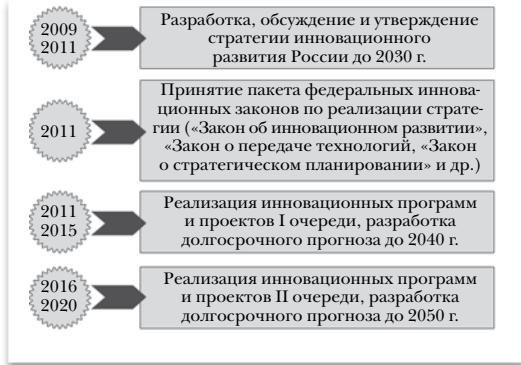 2009
2011
Разработка, обсуждение и утверждение
стратегии инновационного
развития России до 2030 г.
2011
Принятие пакета федеральных иннова-
ционных законов по реализации страте-
гии («Закон об инновационном развитии»,
«Закон о передаче технологий, «Закон
о стратегическом планировании» и др.)
2011
2015
Реализация инновационных программ
и проектов I очереди, разработка
долгосрочного прогноза до 2040 г.
2016
2020
Реализация инновационных программ
и проектов II очереди, разработка
долгосрочного прогноза до 2050 г.